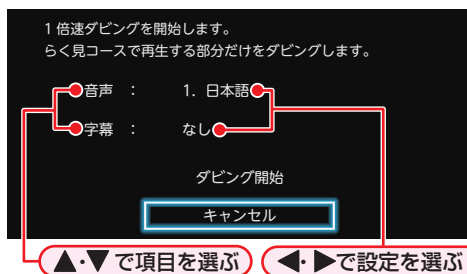 1倍速ダビングを開始します。
らく見コースで再生する部分だけをダビングします。
音声 : 1. 日本語
字幕 : なし
ダビング開始
キャンセル
▲・▼で項目を選ぶ ◀・▶で設定を選ぶ